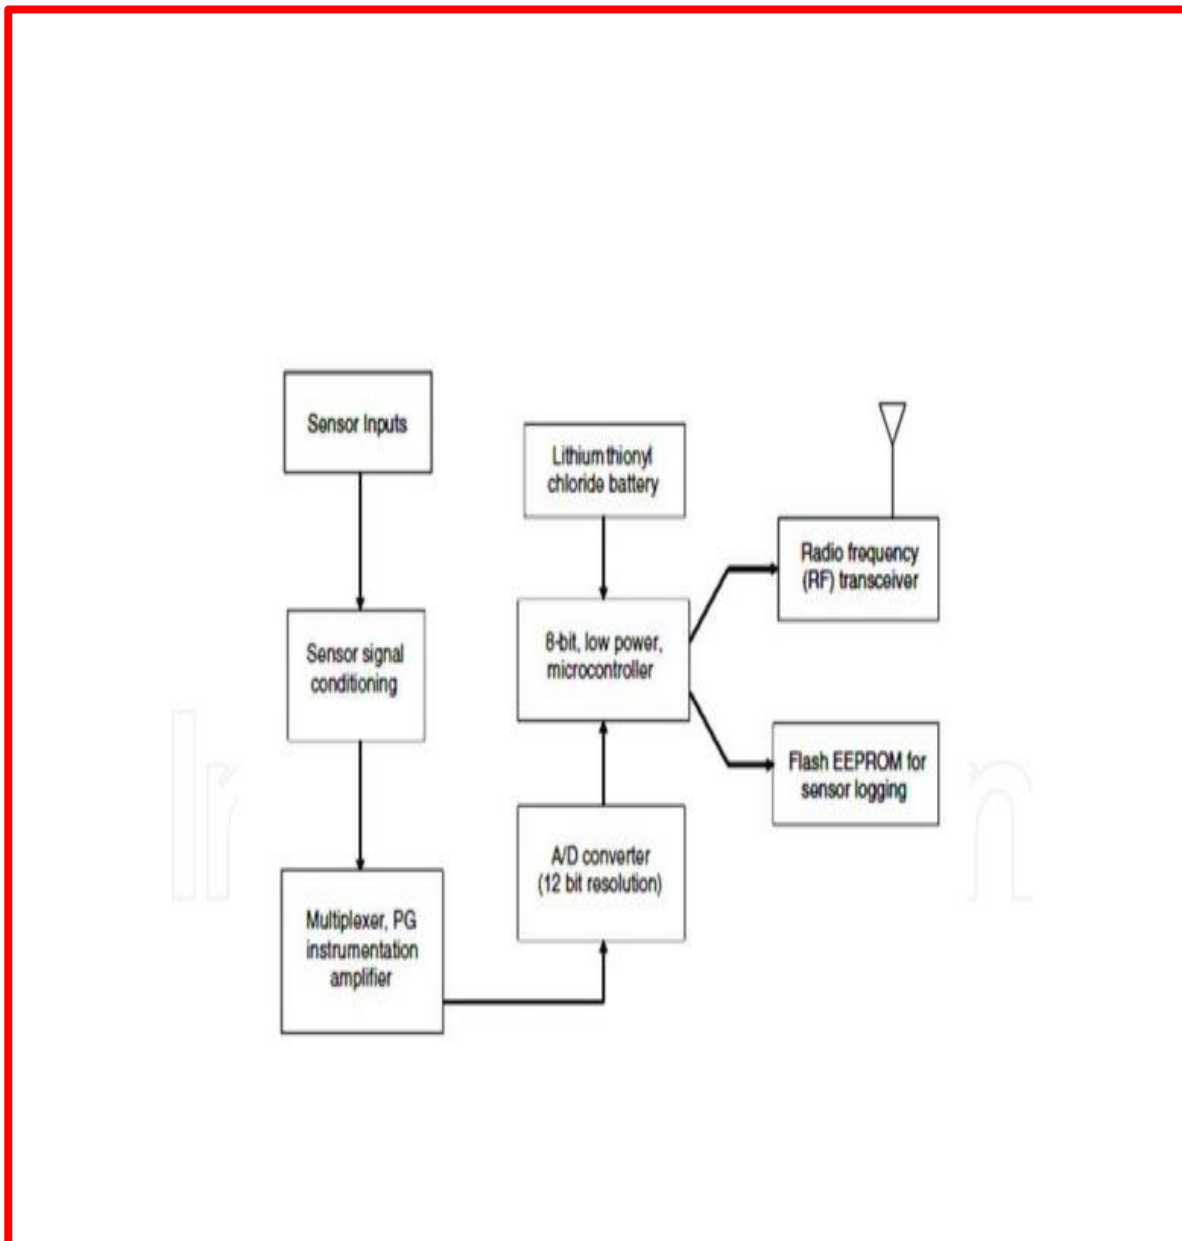 Sensor Inputs
Sensor signal
conditioning
Multiplexer, PG
instrumentation
amplifier
Lithium thionyl
chloride battery
8-bit, low power,
microcontroller
A/D converter
(12 bit resolution)
Radio frequency
(RF) transceiver
Flash EEPROM for
sensor logging